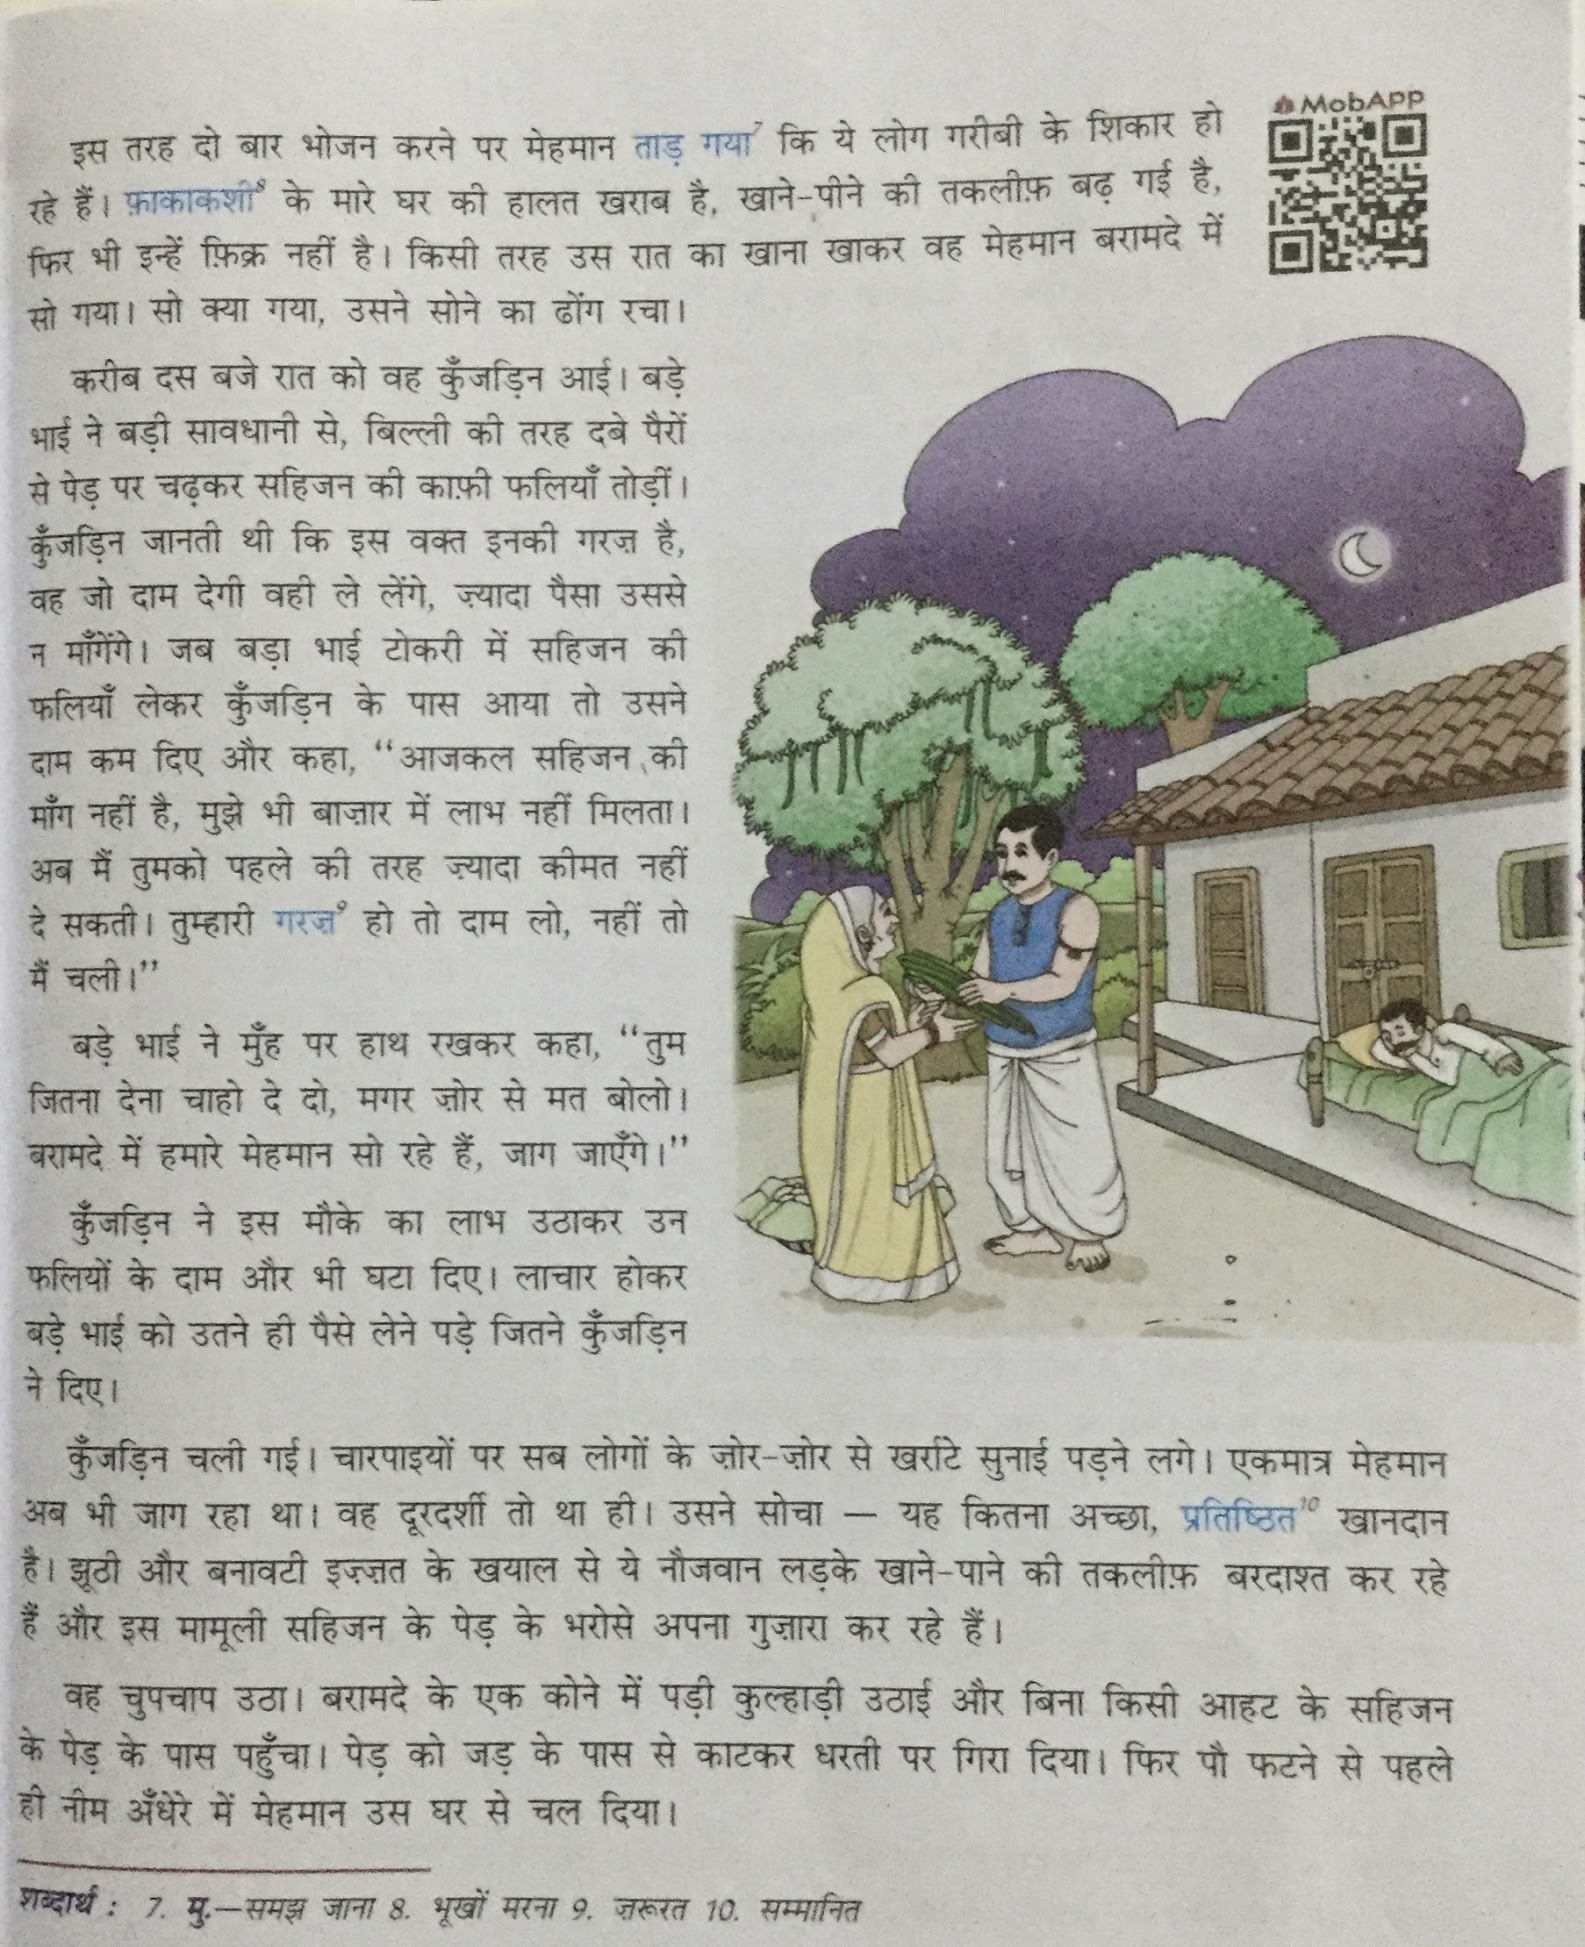 MobAPP
इस तरह दो बार भोजन करने पर मेहमान ताड़ गया⁷ कि ये लोग गरीबी के शिकार हो
रहे हैं। फ़ाकाकशी⁸ के मारे घर की हालत खराब है, खाने-पीने की तकलीफ़ बढ़ गई है,
फिर भी इन्हें फ़िक्र नहीं है। किसी तरह उस रात का खाना खाकर वह मेहमान बरामदे में
सो गया। सो क्या गया, उसने सोने का ढोंग रचा।
करीब दस बजे रात को वह कुँजड़िन आई। बड़े
भाई ने बड़ी सावधानी से, बिल्ली की तरह दबे पैरों
से पेड़ पर चढ़कर सहिजन की काफ़ी फलियाँ तोड़ीं।
कुँजड़िन जानती थी कि इस वक्त इनकी गरज़ है,
वह जो दाम देगी वही ले लेंगे, ज़्यादा पैसा उससे
न माँगेंगे। जब बड़ा भाई टोकरी में सहिजन की
फलियाँ लेकर कुँजड़िन के पास आया तो उसने
दाम कम दिए और कहा, “आजकल सहिजन की
माँग नहीं है, मुझे भी बाज़ार में लाभ नहीं मिलता।
अब मैं तुमको पहले की तरह ज़्यादा कीमत नहीं
दे सकती। तुम्हारी गरज़⁹ हो तो दाम लो, नहीं तो
मैं चली।”
बड़े भाई ने मुँह पर हाथ रखकर कहा, “तुम
जितना देना चाहो दे दो, मगर ज़ोर से मत बोलो।
बरामदे में हमारे मेहमान सो रहे हैं, जाग जाएँगे।”
कुँजड़िन ने इस मौके का लाभ उठाकर उन
फलियों के दाम और भी घटा दिए। लाचार होकर
बड़े भाई को उतने ही पैसे लेने पड़े जितने कुँजड़िन
ने दिए।
कुँजड़िन चली गई। चारपाइयों पर सब लोगों के ज़ोर-ज़ोर से खर्राटे सुनाई पड़ने लगे। एकमात्र मेहमान
अब भी जाग रहा था। वह दूरदर्शी तो था ही। उसने सोचा — यह कितना अच्छा, प्रतिष्ठित¹⁰ खानदान
है। झूठी और बनावटी इज़्ज़त के खयाल से ये नौजवान लड़के खाने-पाने की तकलीफ़ बरदाश्त कर रहे
हैं और इस मामूली सहिजन के पेड़ के भरोसे अपना गुज़ारा कर रहे हैं।
वह चुपचाप उठा। बरामदे के एक कोने में पड़ी कुल्हाड़ी उठाई और बिना किसी आहट के सहिजन
के पेड़ के पास पहुँचा। पेड़ को जड़ के पास से काटकर धरती पर गिरा दिया। फिर पौ फटने से पहले
ही नीम अँधेरे में मेहमान उस घर से चल दिया।
शब्दार्थ : 7. मु.—समझ जाना 8. भूखों मरना 9. ज़रूरत 10. सम्मानित